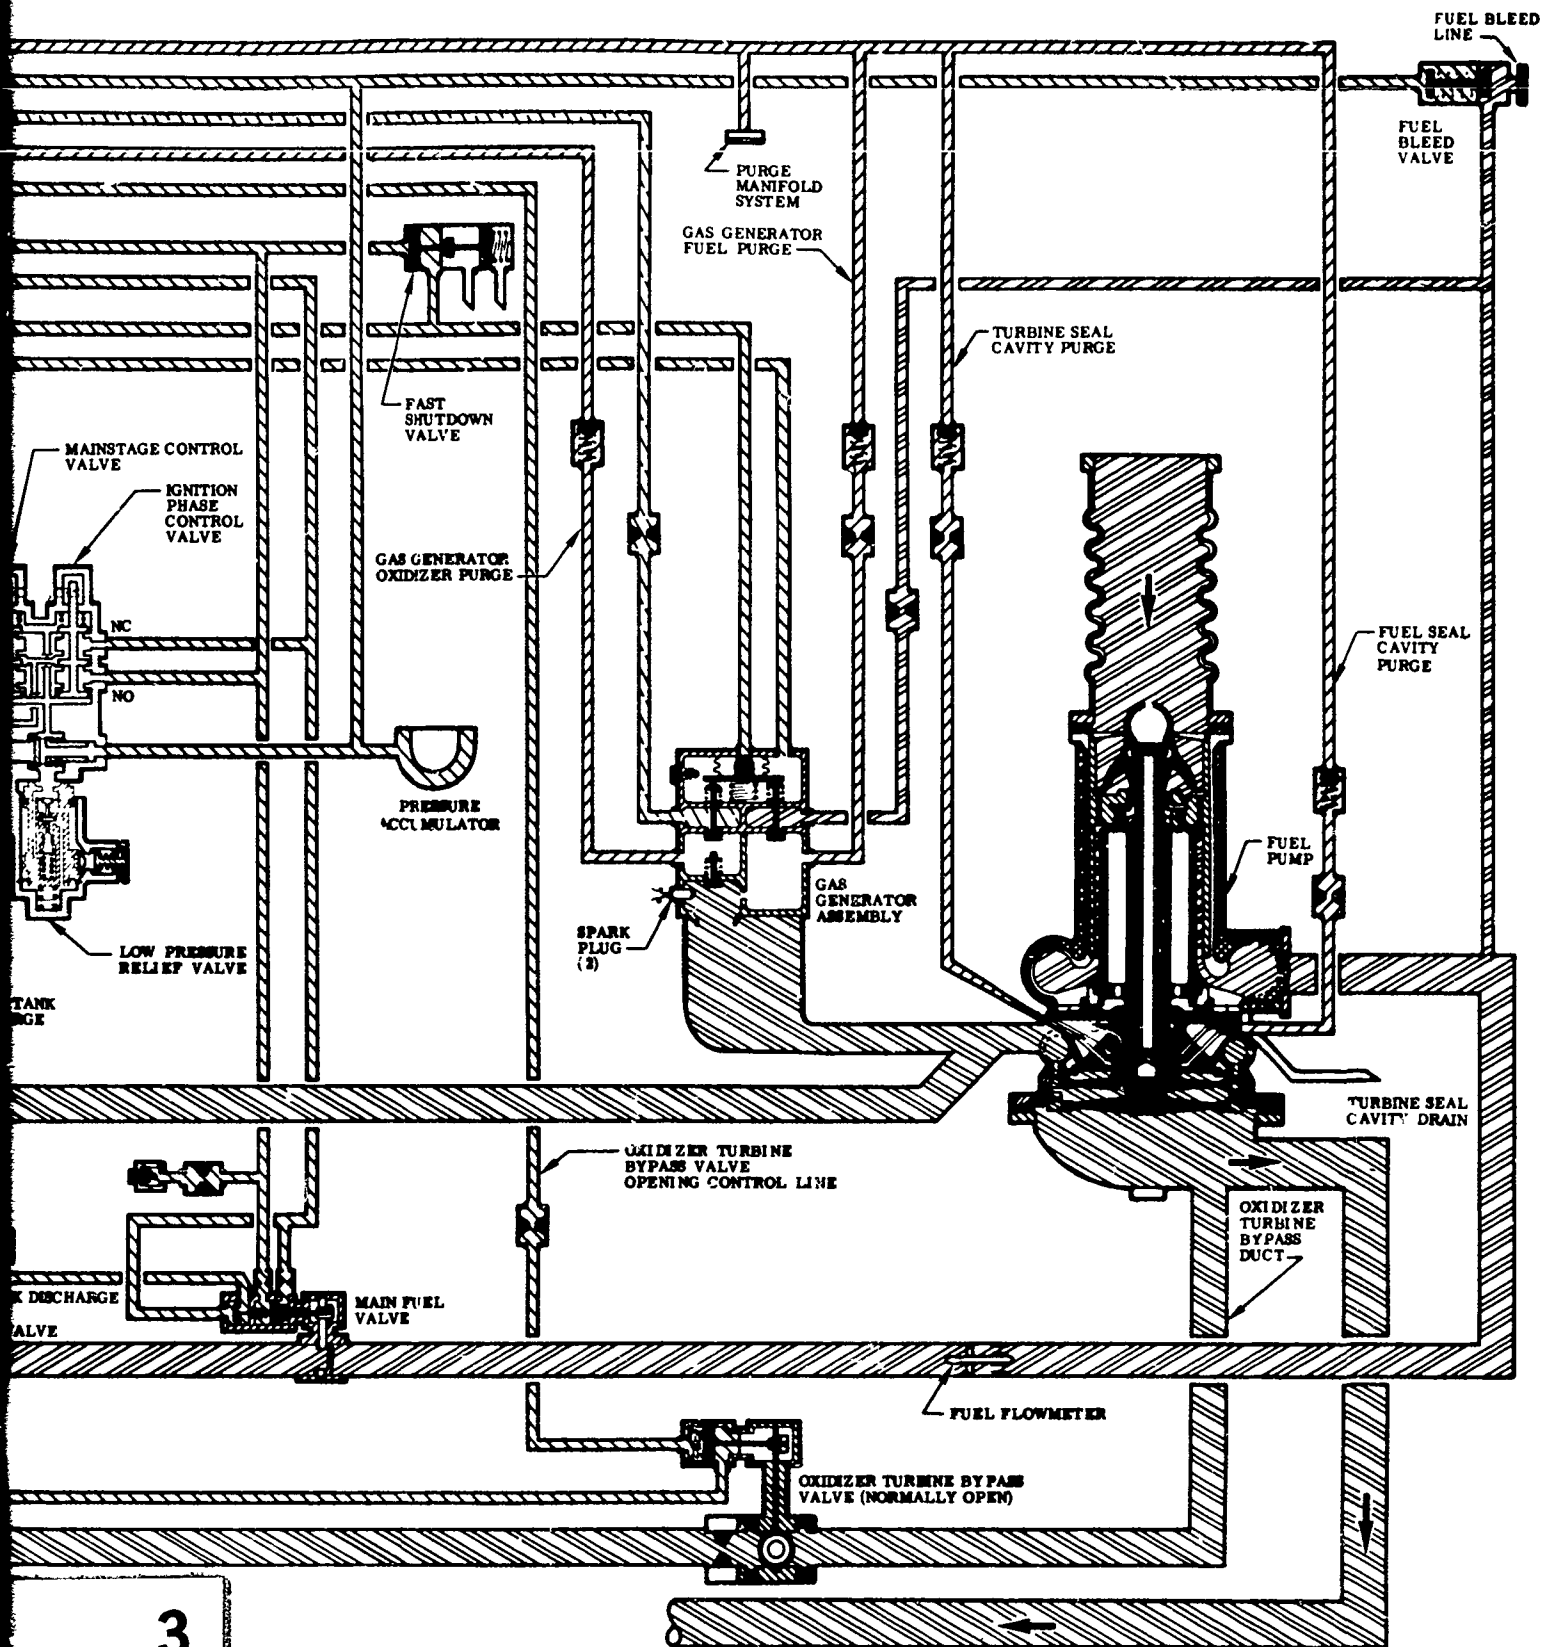 FUEL BLEED
LINE
FUEL
BLEED
VALVE
PURGE
MANIFOLD
SYSTEM
GAS GENERATOR
FUEL PURGE
TURBINE SEAL
CAVITY PURGE
FAST
SHUTDOWN
VALVE
MAINSTAGE CONTROL
VALVE
IGNITION
PHASE
CONTROL
VALVE
GAS GENERATOR
OXIDIZER PURGE
NC
NO
FUEL SEAL
CAVITY
PURGE
PRESSURE
ACCUMULATOR
FUEL
PUMP
GAS
GENERATOR
ASSEMBLY
SPARK
PLUG
(2)
LOW PRESSURE
RELIEF VALVE
TANK
RGE
TURBINE SEAL
CAVITY DRAIN
OXIDIZER TURBINE
BYPASS VALVE
OPENING CONTROL LINE
OXIDIZER
TURBINE
BYPASS
DUCT
K DISCHARGE
VALVE
MAIN FUEL
VALVE
FUEL FLOWMETER
OXIDIZER TURBINE BYPASS
VALVE (NORMALLY OPEN)
3